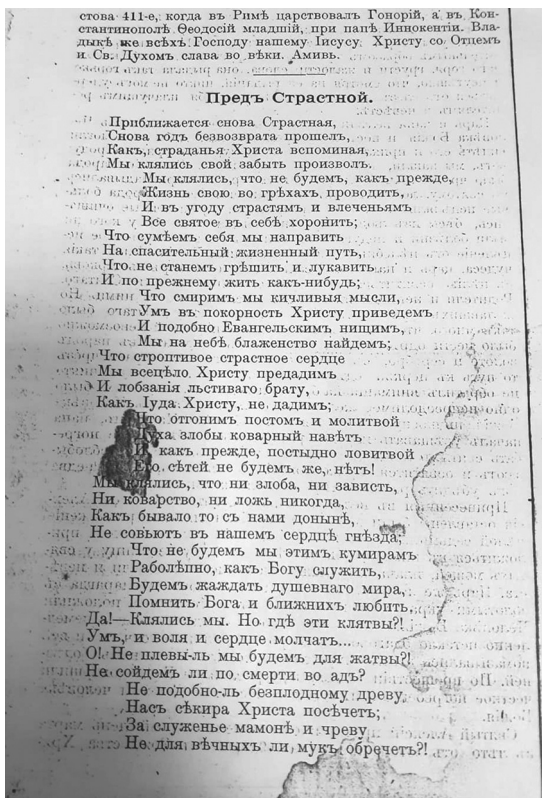 стова 411-е, когда въ Римѣ царствовалъ Гонорій, а въ Кон-
стантинополѣ Ѳеодосій младшій, при папѣ Иннокентіи. Вла-
дыкѣ же всѣхъ Господу нашему Іисусу Христу со Отцемъ
и Св. Духомъ слава во вѣки. Аминь.
Предъ Страстной.
Приближается снова Страстная,
Снова годъ безвозврата прошелъ,
Какъ, страданья Христа вспоминая,
Мы клялись свой забыть произволъ.
Мы клялись, что не будемъ, какъ прежде,
Жизнь свою во грѣхахъ проводить,
И въ угоду страстямъ и влеченьямъ
Все святое въ себѣ хоронить;
Что сумѣемъ себя мы направить
На спасительный жизненный путь,
Что не станемъ грѣшить и лукавить
И по прежнему жить какъ-нибудь;
Что смиримъ мы кичливыя мысли,
Умъ въ покорность Христу приведемъ
И подобно Евангельскимъ нищимъ,
Мы на небѣ блаженство найдемъ;
Что строптивое страстное сердце
Мы всецѣло Христу предадимъ
И лобзанія льстиваго брату,
Какъ Іуда Христу, не дадимъ;
Что отгонимъ постомъ и молитвой
Духа злобы коварный навѣтъ
И какъ прежде, постыдно ловитвой
Его сѣтей не будемъ же, нѣтъ!
Мы клялись, что ни злоба, ни зависть,
Ни коварство, ни ложь никогда,
Какъ бывало то съ нами донынѣ,
Не совьютъ въ нашемъ сердцѣ гнѣзда;
Что не будемъ мы этимъ кумирамъ
Раболѣпно, какъ Богу служить,
Будемъ жаждать душевнаго мира,
Помнить Бога и ближнихъ любить,
Да!—Клялись мы. Но гдѣ эти клятвы?!
Умъ, и воля и сердце молчатъ...
О! Не плевы-ль мы будемъ для жатвы?!
Не сойдемъ ли по смерти во адъ?
Не подобно-ль безплодному древу
Насъ сѣкира Христа посѣчетъ;
За служенье мамонѣ и чреву
Не для вѣчныхъ ли мукъ обречетъ?!